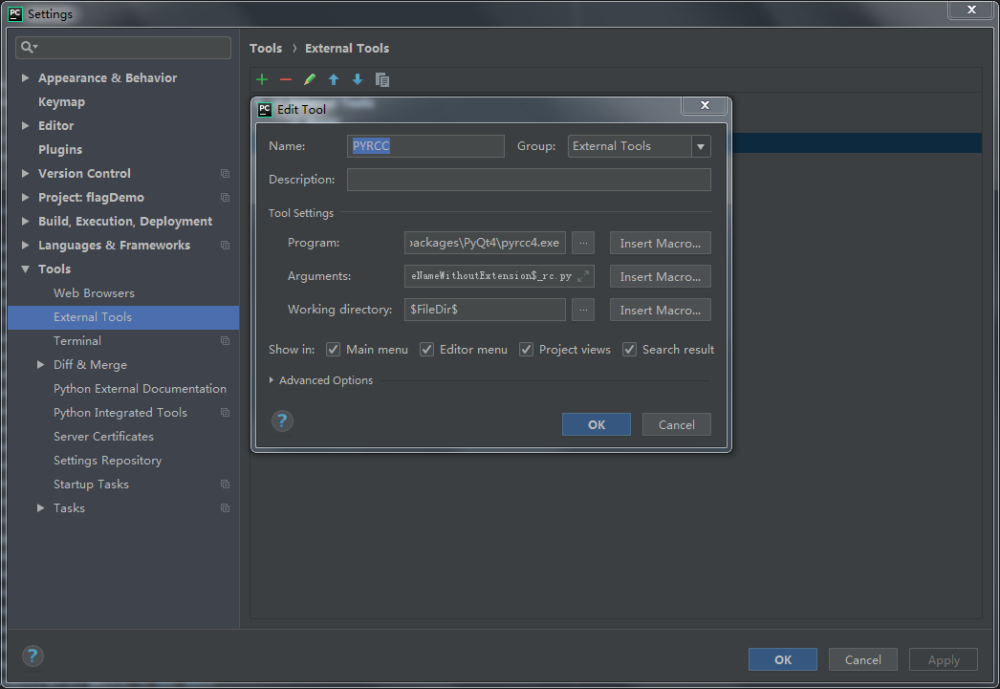 Settings
Appearance & Behavior
Keymap
Editor
Plugins
Version Control
Project: flagDemo
Build, Execution, Deployment
Languages & Frameworks
Tools
Web Browsers
External Tools
Terminal
Diff & Merge
Python External Documentation
Python Integrated Tools
Server Certificates
Settings Repository
Startup Tasks
Tasks
Tools › External Tools
PC Edit Tool
Name: PYRCC Group: External Tools
Description:
Tool Settings
Program: packages\PyQt4\pyrcc4.exe ... Insert Macro...
Arguments: eNameWithoutExtension$_rc.py Insert Macro...
Working directory: $FileDir$ ... Insert Macro...
Show in: Main menu Editor menu Project views Search result
Advanced Options
? OK Cancel
? OK Cancel Apply